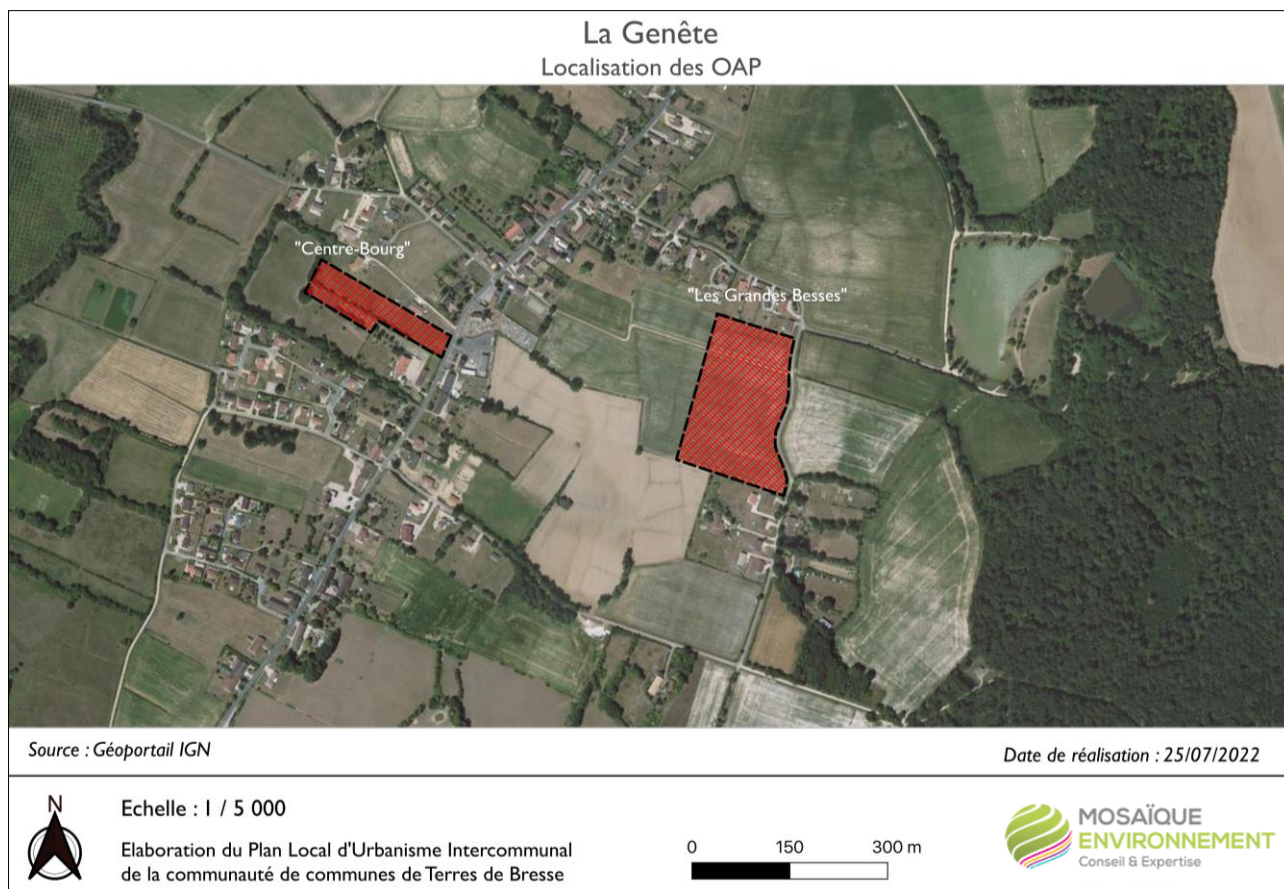 La Genête
Localisation des OAP
"Centre-Bourg"
"Les Grandes Besses"
Source : Géoportail IGN
Date de réalisation : 25/07/2022
N
Echelle : 1 / 5 000
Elaboration du Plan Local d'Urbanisme Intercommunal
de la communauté de communes de Terres de Bresse
0 150 300 m
MOSAÏQUE
ENVIRONNEMENT
Conseil & Expertise